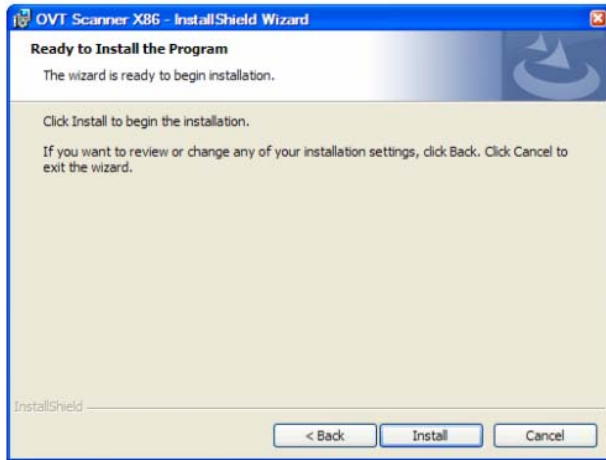 OVT Scanner X86 - InstallShield Wizard
Ready to Install the Program
The wizard is ready to begin installation.
Click Install to begin the installation.
If you want to review or change any of your installation settings, click Back. Click Cancel to
exit the wizard.
InstallShield
< Back Install Cancel